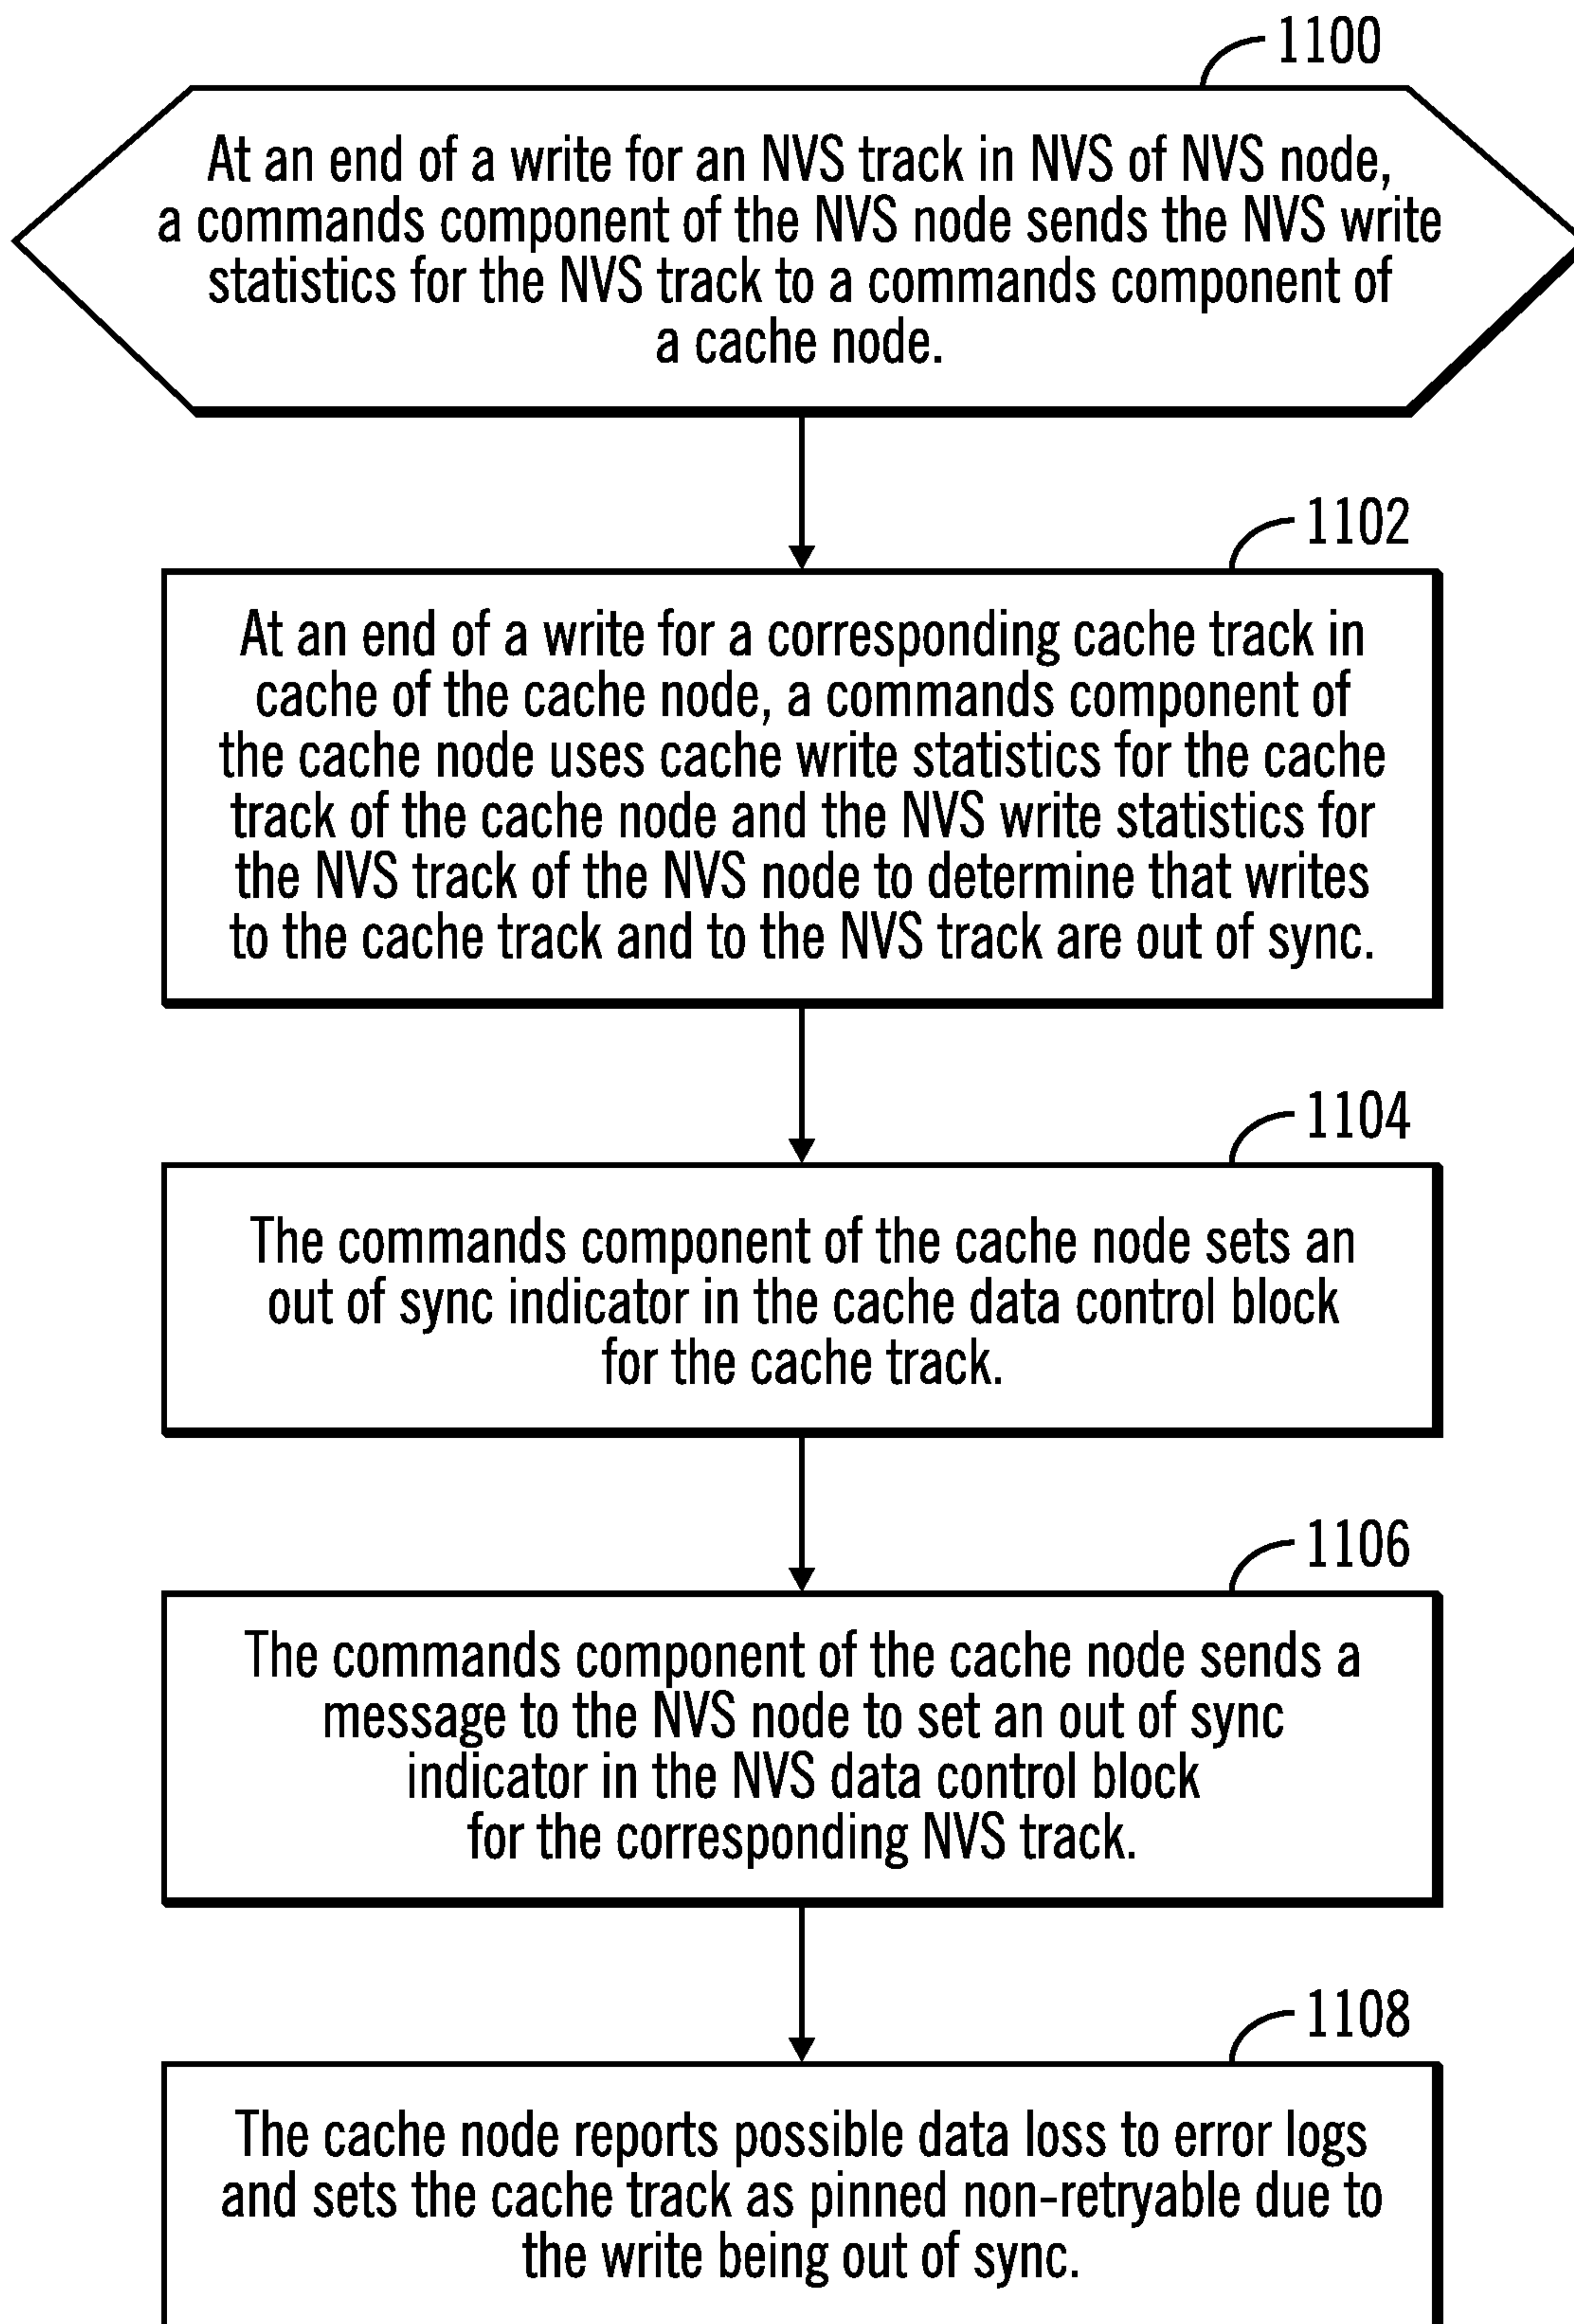 1100
At an end of a write for an NVS track in NVS of NVS node,
a commands component of the NVS node sends the NVS write
statistics for the NVS track to a commands component of
a cache node.
1102
At an end of a write for a corresponding cache track in
cache of the cache node, a commands component of
the cache node uses cache write statistics for the cache
track of the cache node and the NVS write statistics for
the NVS track of the NVS node to determine that writes
to the cache track and to the NVS track are out of sync.
1104
The commands component of the cache node sets an
out of sync indicator in the cache data control block
for the cache track.
1106
The commands component of the cache node sends a
message to the NVS node to set an out of sync
indicator in the NVS data control block
for the corresponding NVS track.
1108
The cache node reports possible data loss to error logs
and sets the cache track as pinned non-retryable due to
the write being out of sync.